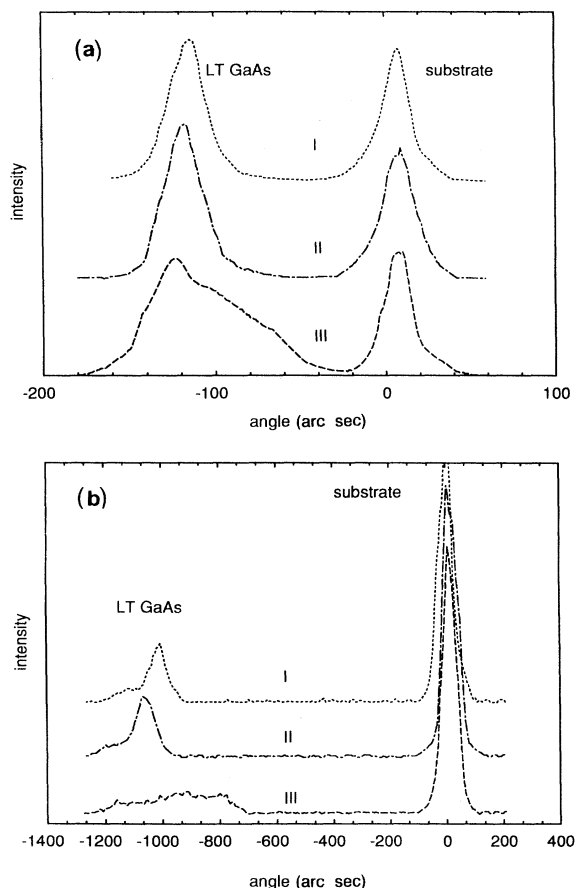 (a)
LT GaAs
substrate
I
II
III
intensity
-200
-100
0
100
angle (arc sec)
(b)
substrate
LT GaAs
I
II
III
intensity
-1400
-1200
-1000
-800
-600
-400
-200
0
200
400
angle (arc sec)